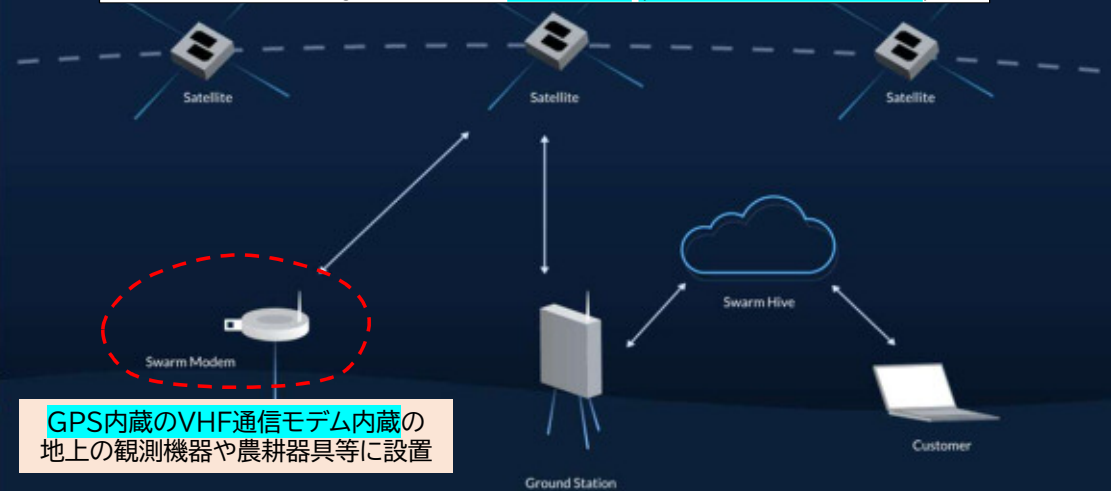 Satellite
Satellite
Satellite
Swarm Hive
Swarm Modem
GPS内蔵のVHF通信モデム内蔵の
地上の観測機器や農耕器具等に設置
Customer
Ground Station